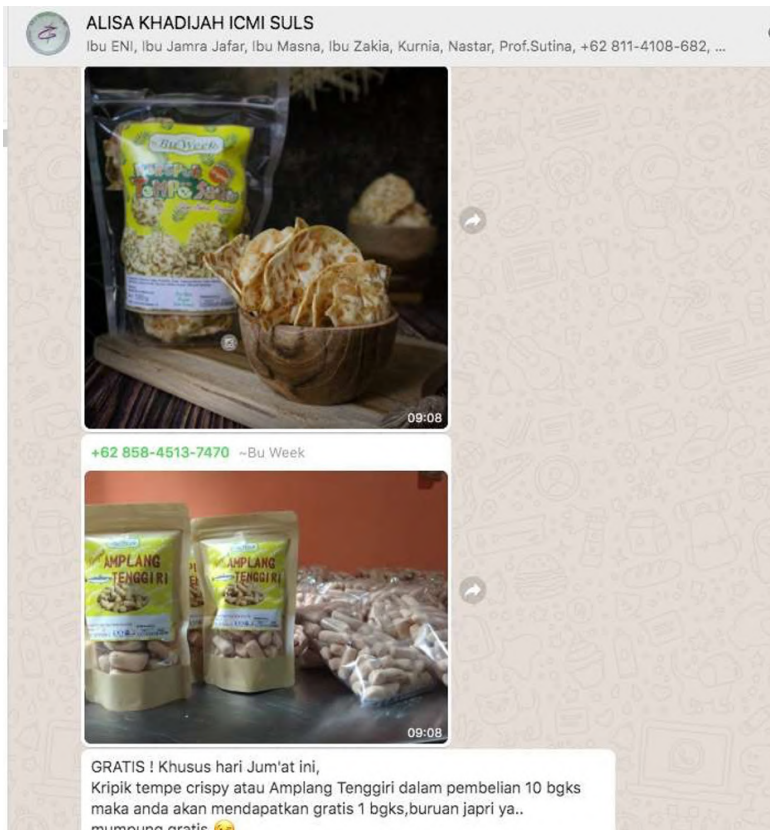 ALISA KHADIJAH ICMI SULS
Ibu ENI, Ibu Jamra Jafar, Ibu Masna, Ibu Zakia, Kurnia, Nastar, Prof.Sutina, +62 811-4108-682, ...
Bu Week
TeMPe
09:08
+62 858-4513-7470 ~Bu Week
AMPLANG
TENGGIRI
AMPLANG
TENGGIRI
09:08
GRATIS ! Khusus hari Jum'at ini,
Kripik tempe crispy atau Amplang Tenggiri dalam pembelian 10 bgks
maka anda akan mendapatkan gratis 1 bgks,buruan japri ya..
mumpung gratis 😉